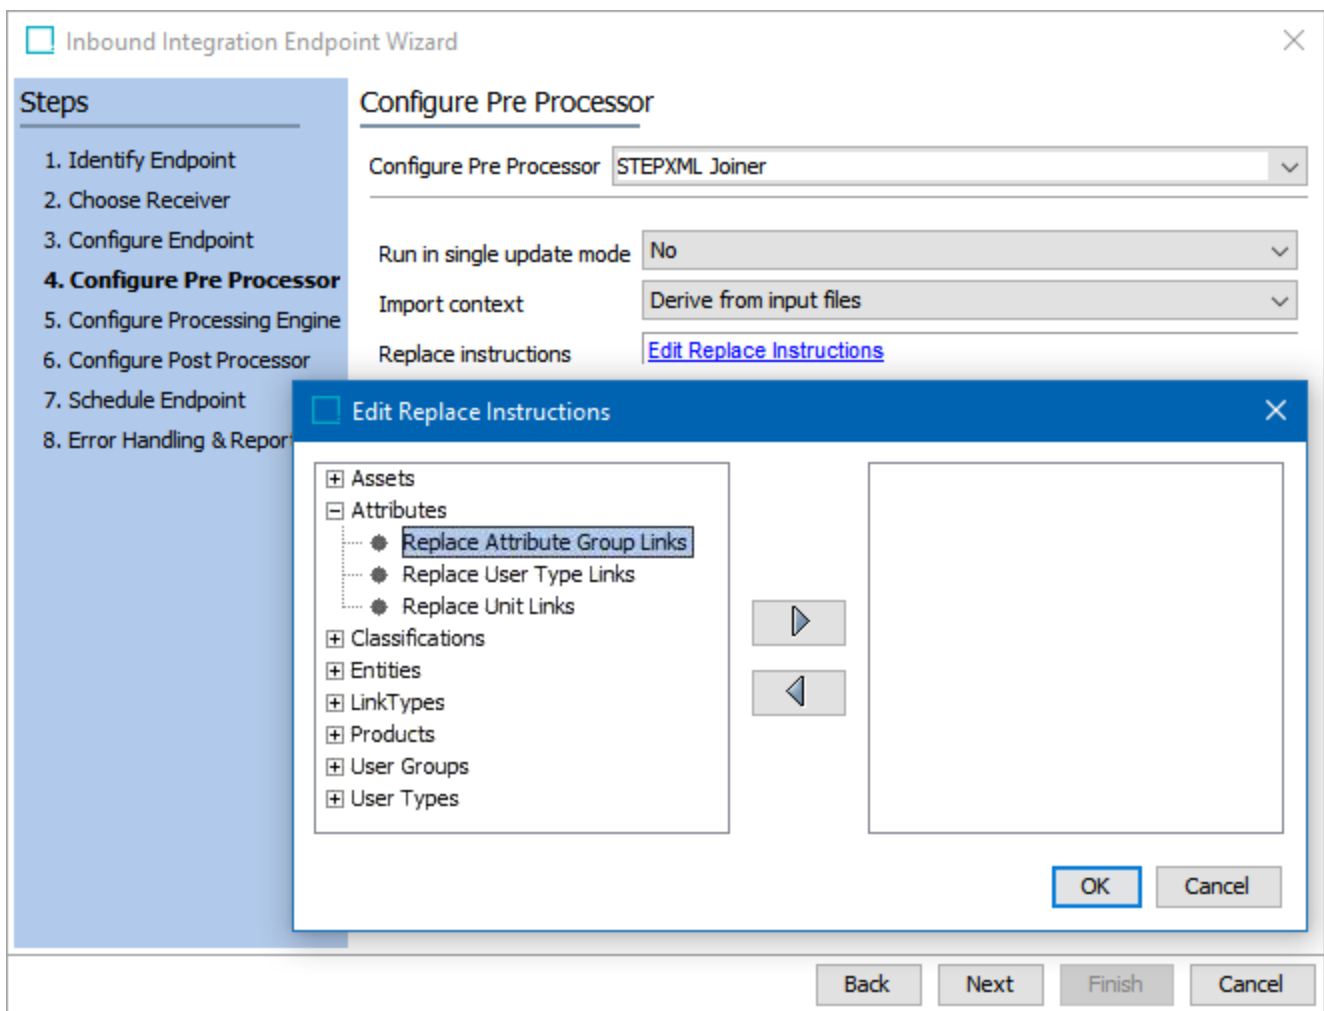 Inbound Integration Endpoint Wizard
Steps
1. Identify Endpoint
2. Choose Receiver
3. Configure Endpoint
4. Configure Pre Processor
5. Configure Processing Engine
6. Configure Post Processor
7. Schedule Endpoint
8. Error Handling & Report
Configure Pre Processor
Configure Pre Processor STEPXML Joiner
Run in single update mode No
Import context Derive from input files
Replace instructions Edit Replace Instructions
Edit Replace Instructions
Assets
Attributes
Replace Attribute Group Links
Replace User Type Links
Replace Unit Links
Classifications
Entities
LinkTypes
Products
User Groups
User Types
OK Cancel
Back Next Finish Cancel